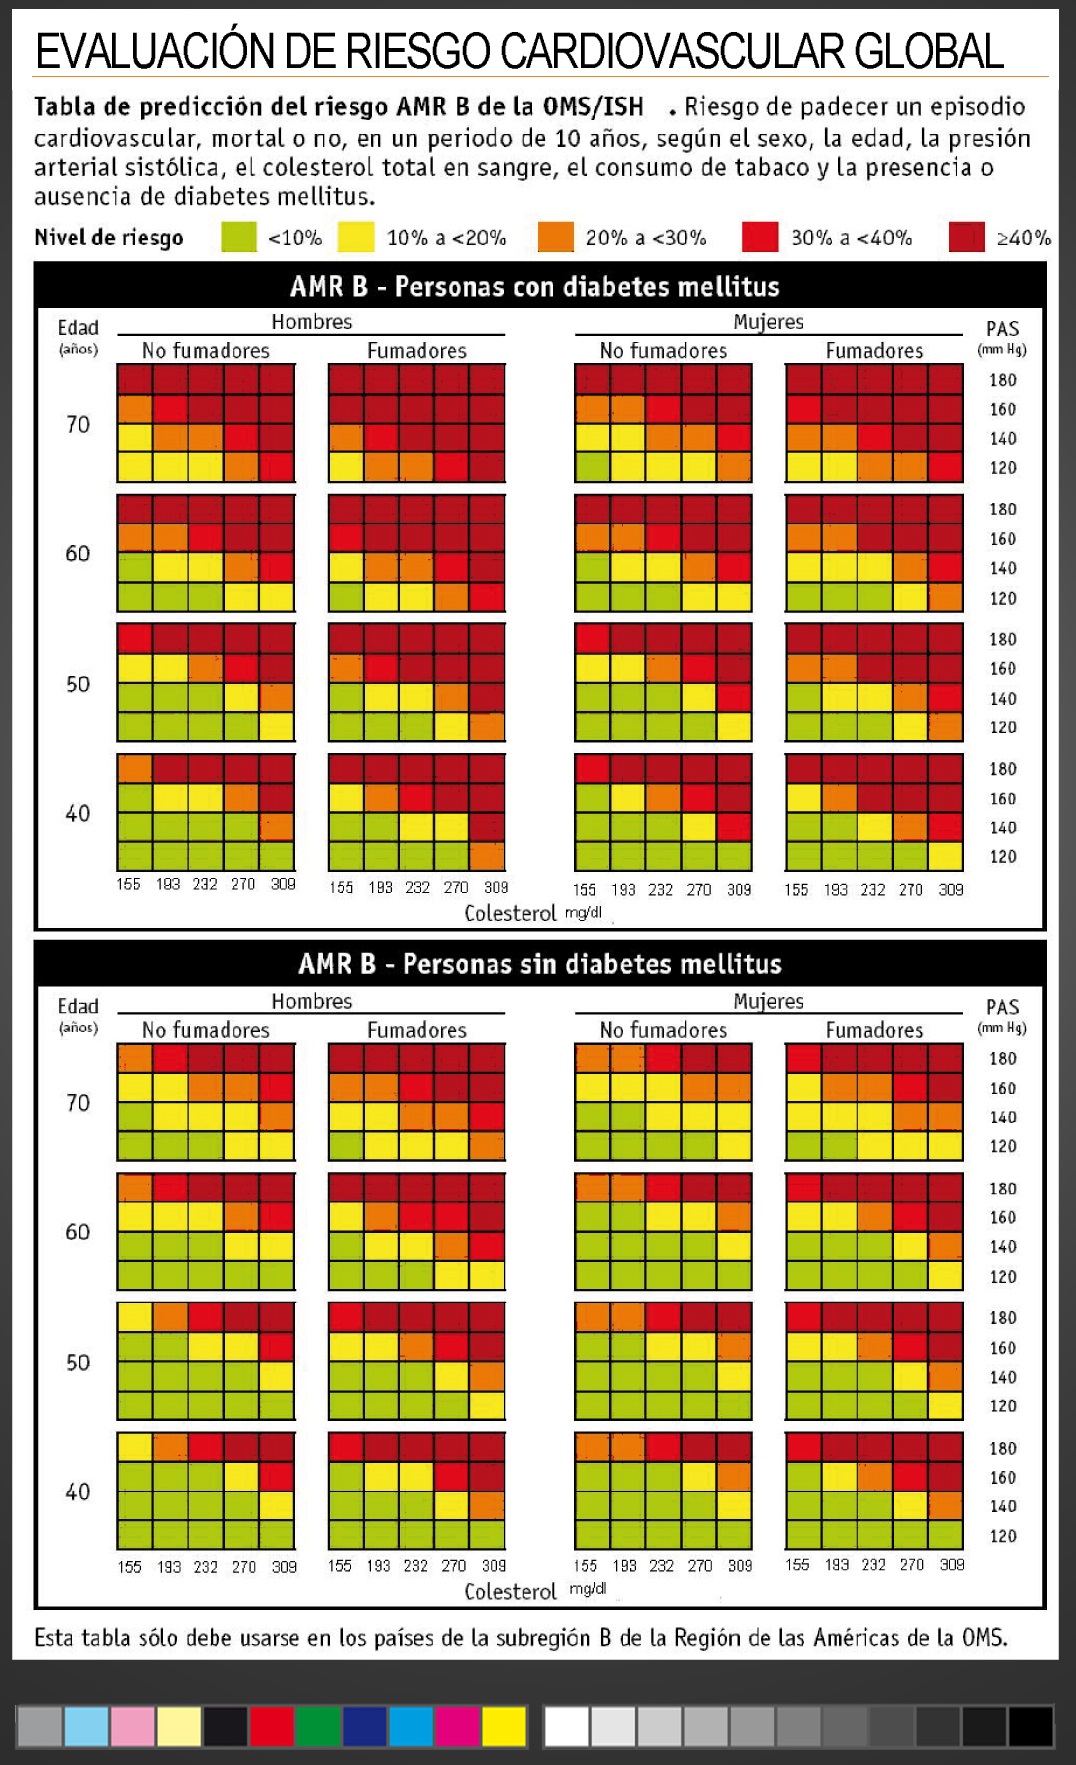 EVALUACIÓN DE RIESGO CARDIOVASCULAR GLOBAL
Tabla de predicción del riesgo AMR B de la OMS/ISH . Riesgo de padecer un episodio
cardiovascular, mortal o no, en un periodo de 10 años, según el sexo, la edad, la presión
arterial sistólica, el colesterol total en sangre, el consumo de tabaco y la presencia o
ausencia de diabetes mellitus.
Nivel de riesgo <10% 10% a <20% 20% a <30% 30% a <40% ≥40%
AMR B - Personas con diabetes mellitus
Edad (años) Hombres Mujeres PAS (mm Hg)
No fumadores Fumadores No fumadores Fumadores
180
70 160
140
120
180
60 160
140
120
180
50 160
140
120
180
40 160
140
120
155 193 232 270 309 155 193 232 270 309 155 193 232 270 309 155 193 232 270 309
Colesterol mg/dl
AMR B - Personas sin diabetes mellitus
Edad (años) Hombres Mujeres PAS (mm Hg)
No fumadores Fumadores No fumadores Fumadores
180
70 160
140
120
180
60 160
140
120
180
50 160
140
120
180
40 160
140
120
155 193 232 270 309 155 193 232 270 309 155 193 232 270 309 155 193 232 270 309
Colesterol mg/dl
Esta tabla sólo debe usarse en los países de la subregión B de la Región de las Américas de la OMS.